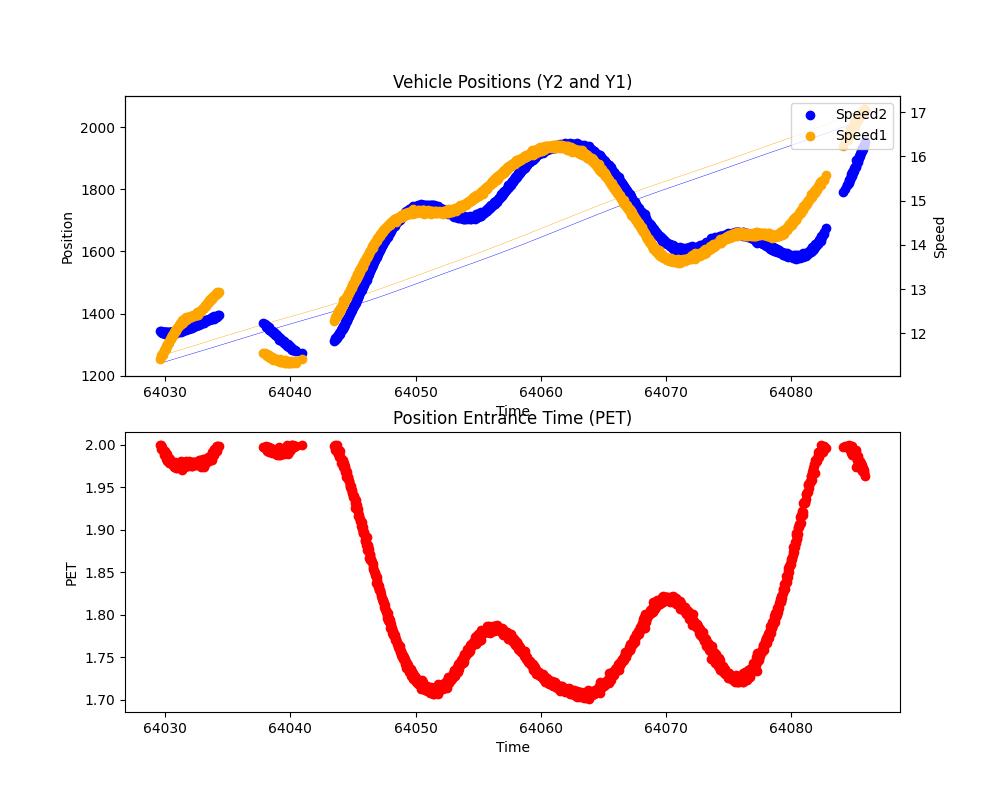 Vehicle Positions (Y2 and Y1)
2000
1800
1600
1400
1200
Position
17
16
15
14
13
12
Speed
Speed2
Speed1
64030 64040 64050 64060 64070 64080
Time
Position Entrance Time (PET)
2.00
1.95
1.90
1.85
1.80
1.75
1.70
PET
64030 64040 64050 64060 64070 64080
Time